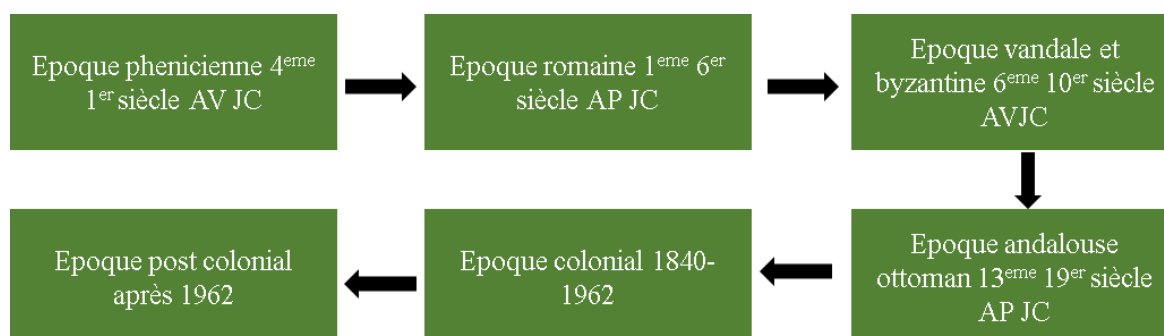 Epoque phenicienne 4eme
1er siècle AV JC
Epoque romaine 1eme 6er
siècle AP JC
Epoque vandale et
byzantine 6eme 10er siècle
AVJC
Epoque andalouse
ottoman 13eme 19er siècle
AP JC
Epoque colonial 1840-
1962
Epoque post colonial
après 1962